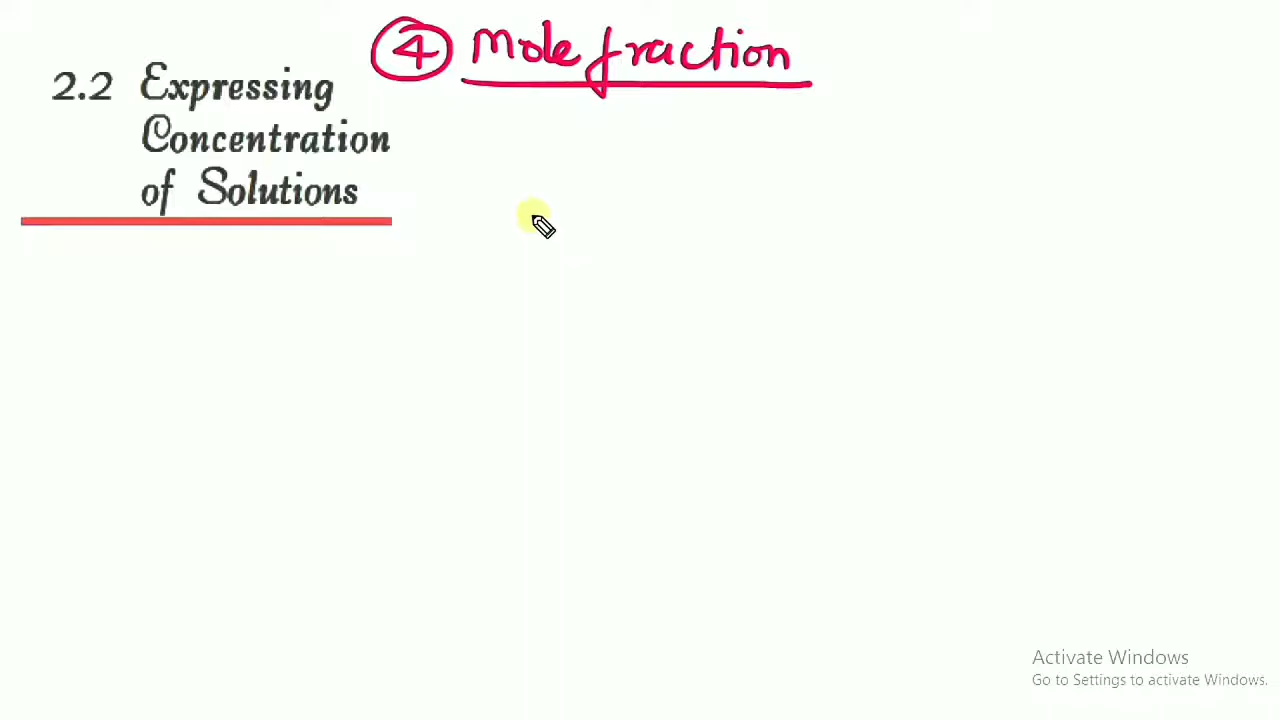 ④ Mole fraction
2.2 Expressing
Concentration
of Solutions
Activate Windows
Go to Settings to activate Windows.